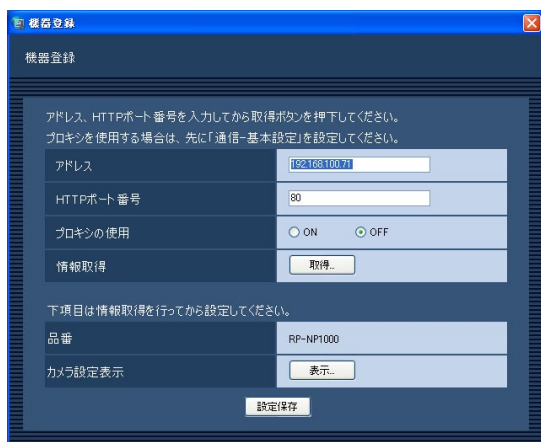 機器登録
機器登録
アドレス、HTTPポート番号を入力してから取得ボタンを押下してください。
プロキシを使用する場合は、先に「通信-基本設定」を設定してください。
アドレス 192.168.100.71
HTTPポート番号 80
プロキシの使用 ON OFF
情報取得 取得...
下項目は情報取得を行ってから設定してください。
品番 RP-NP1000
カメラ設定表示 表示...
設定保存